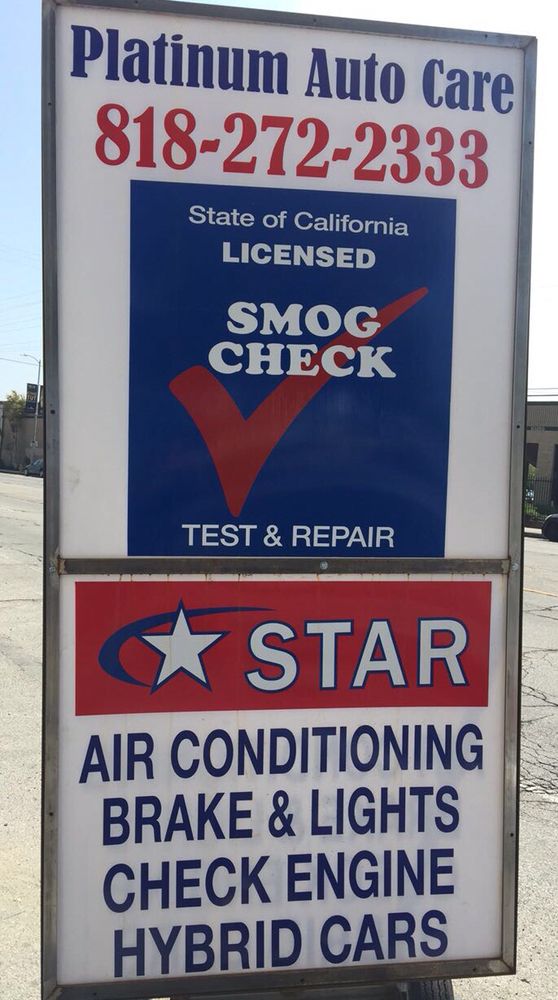 Platinum Auto Care
818-272-2333
State of California
LICENSED
SMOG
CHECK
TEST & REPAIR
STAR
AIR CONDITIONING
BRAKE & LIGHTS
CHECK ENGINE
HYBRID CARS